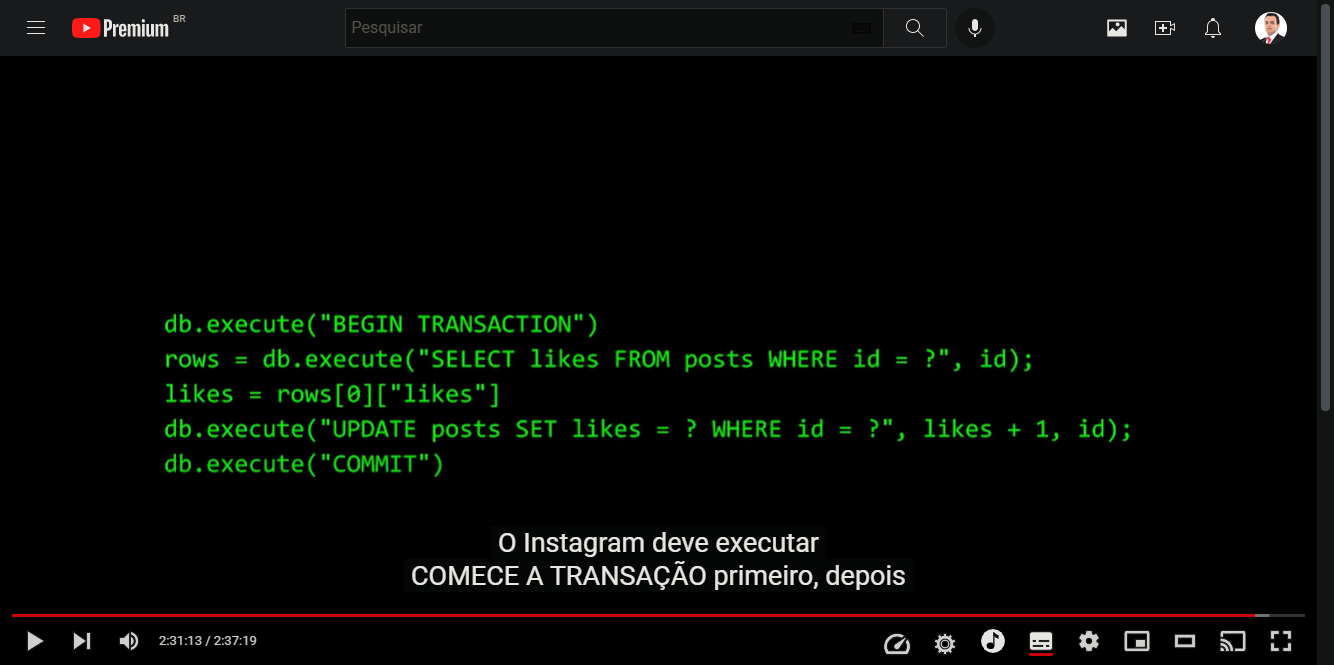 Premium BR
Pesquisar
db.execute("BEGIN TRANSACTION")
rows = db.execute("SELECT likes FROM posts WHERE id = ?", id);
likes = rows[0]["likes"]
db.execute("UPDATE posts SET likes = ? WHERE id = ?", likes + 1, id);
db.execute("COMMIT")
O Instagram deve executar
COMECE A TRANSAÇÃO primeiro, depois
2:31:13 / 2:37:19